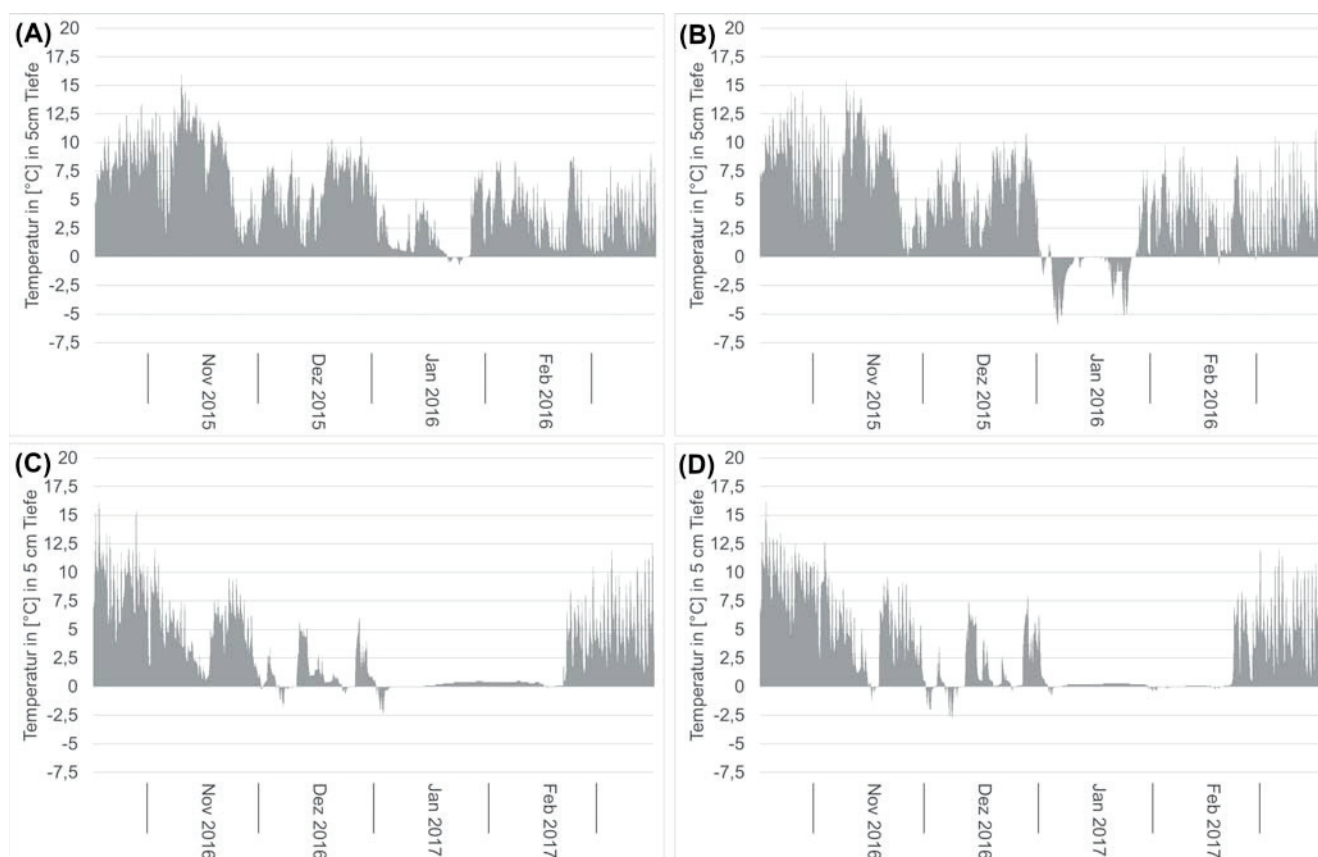 (A)
Temperatur in [°C] in 5cm Tiefe
20
17,5
15
12,5
10
7,5
5
2,5
0
-2,5
-5
-7,5
Nov 2015
Dez 2015
Jan 2016
Feb 2016
(B)
Temperatur in [°C] in 5cm Tiefe
20
17,5
15
12,5
10
7,5
5
2,5
0
-2,5
-5
-7,5
Nov 2015
Dez 2015
Jan 2016
Feb 2016
(C)
Temperatur in [°C] in 5 cm Tiefe
20
17,5
15
12,5
10
7,5
5
2,5
0
-2,5
-5
-7,5
Nov 2016
Dez 2016
Jan 2017
Feb 2017
(D)
Temperatur in [°C] in 5 cm Tiefe
20
17,5
15
12,5
10
7,5
5
2,5
0
-2,5
-5
-7,5
Nov 2016
Dez 2016
Jan 2017
Feb 2017